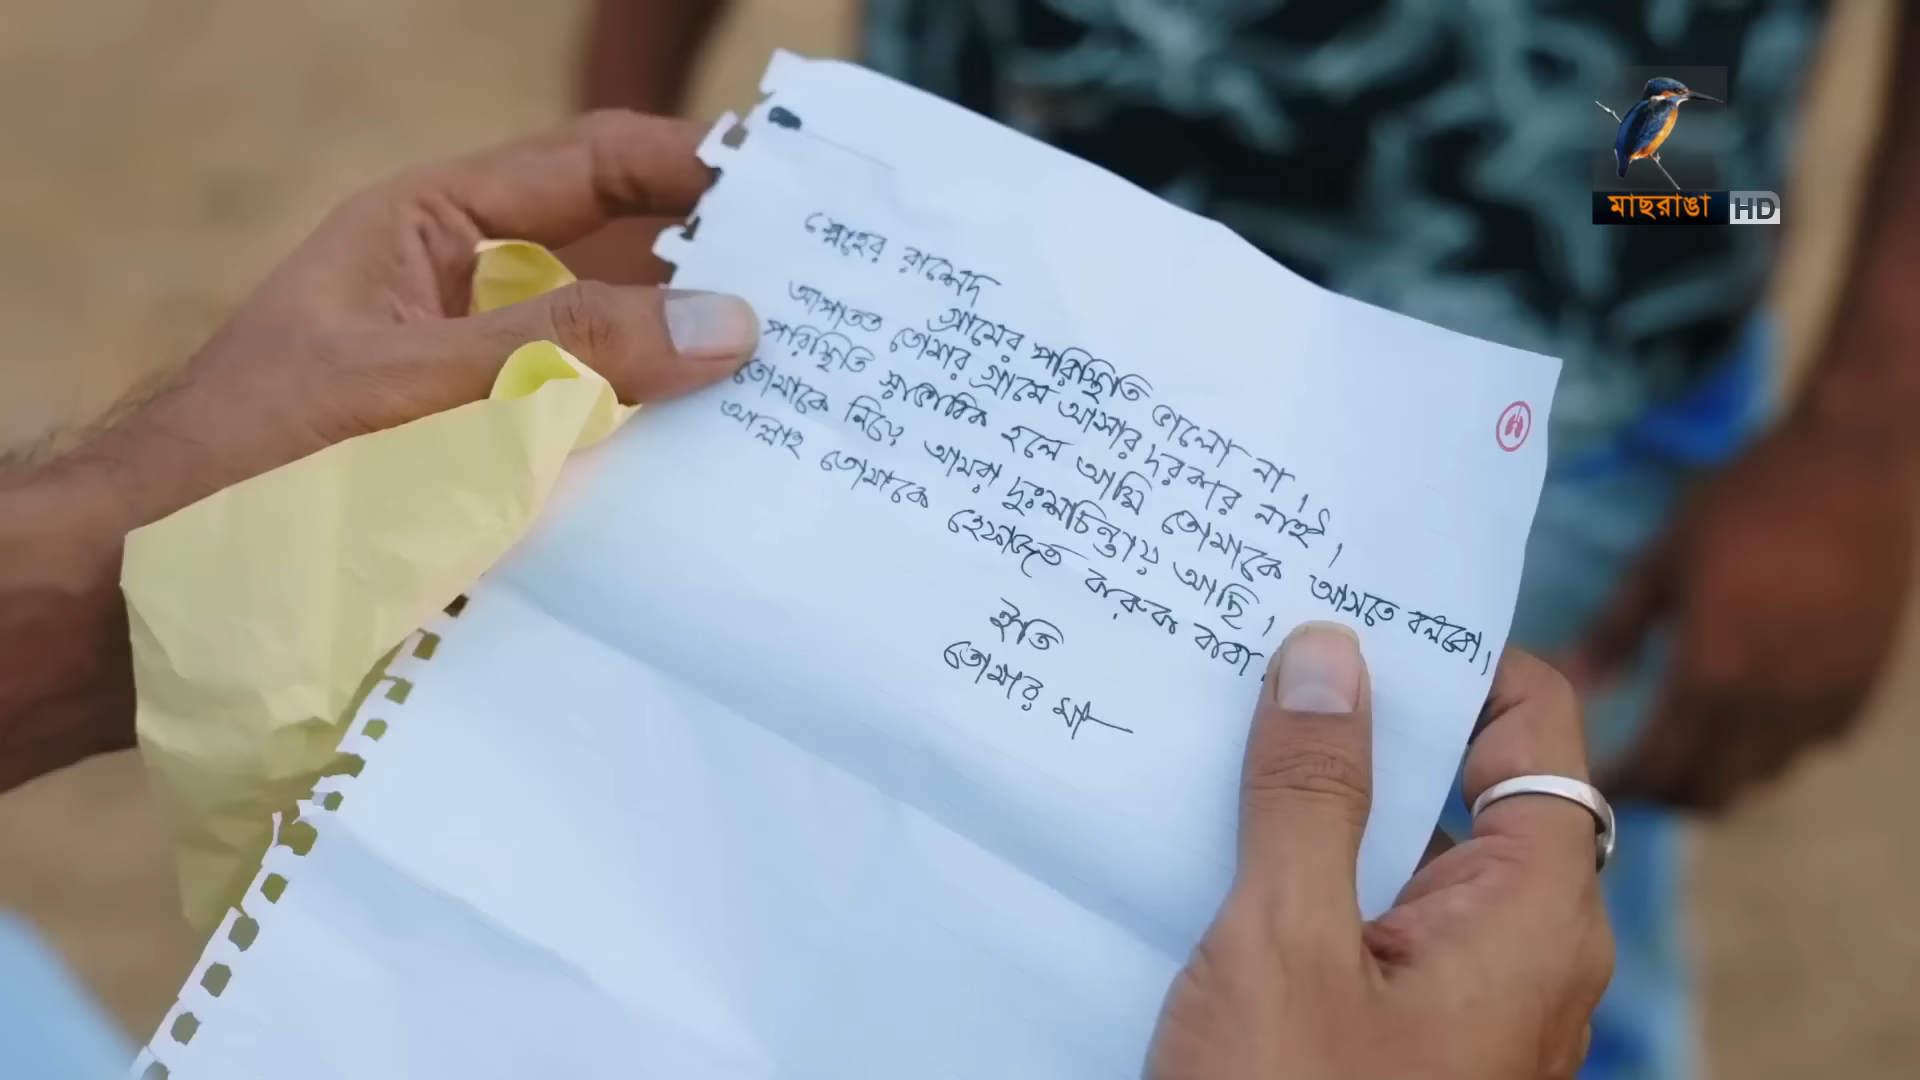 মাছরাঙা HD
স্নেহের রাশেদ
গ্রামের পরিস্থিতি ভালো না।
আপাতত তোমার গ্রামে আসার দরকার নাই।
পরিস্থিতি স্বাভাবিক হলে আমি তোমাকে আসতে বলবো।
তোমাকে নিয়ে আমরা দুঃশ্চিন্তায় আছি।
আল্লাহ তোমাকে হেফাজত করুক বাবা।
ইতি
তোমার মা